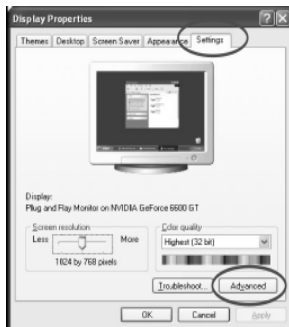 Display Properties
Themes Desktop Screen Saver Appearance Settings
Display:
Plug and Play Monitor on NVIDIA GeForce 6600 GT
Screen resolution
Less More
1024 by 768 pixels
Color quality
Highest (32 bit)
Troubleshoot... Advanced
OK Cancel Apply